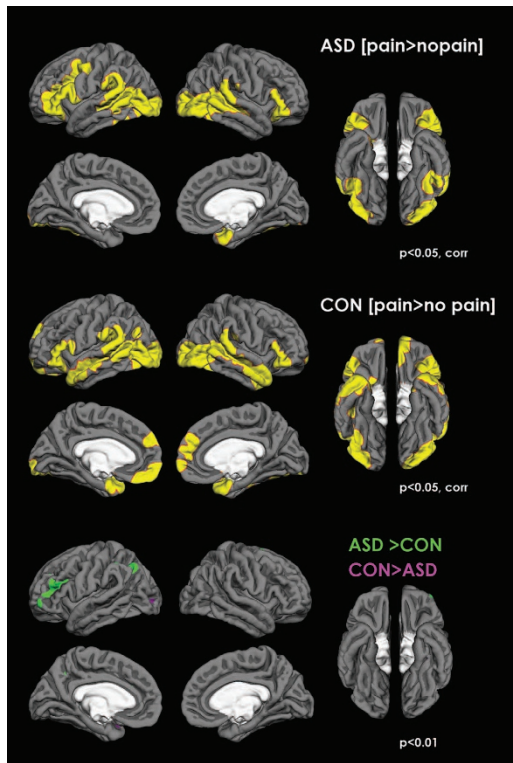 ASD [pain>nopain]
p<0.05, corr
CON [pain>no pain]
p<0.05, corr
ASD >CON
CON>ASD
p<0.01